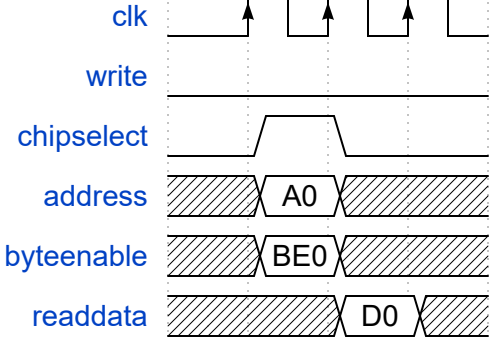 clk
write
chipselect
address A0
byteenable BE0
readdata D0